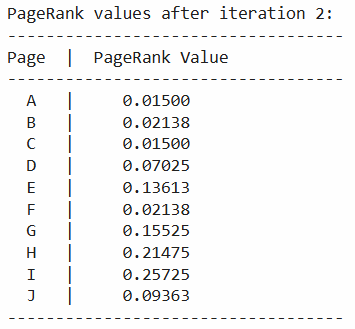 PageRank values after iteration 2:
-----------------------------------
Page  |  PageRank Value
-----------------------------------
  A   |     0.01500
  B   |     0.02138
  C   |     0.01500
  D   |     0.07025
  E   |     0.13613
  F   |     0.02138
  G   |     0.15525
  H   |     0.21475
  I   |     0.25725
  J   |     0.09363
-----------------------------------